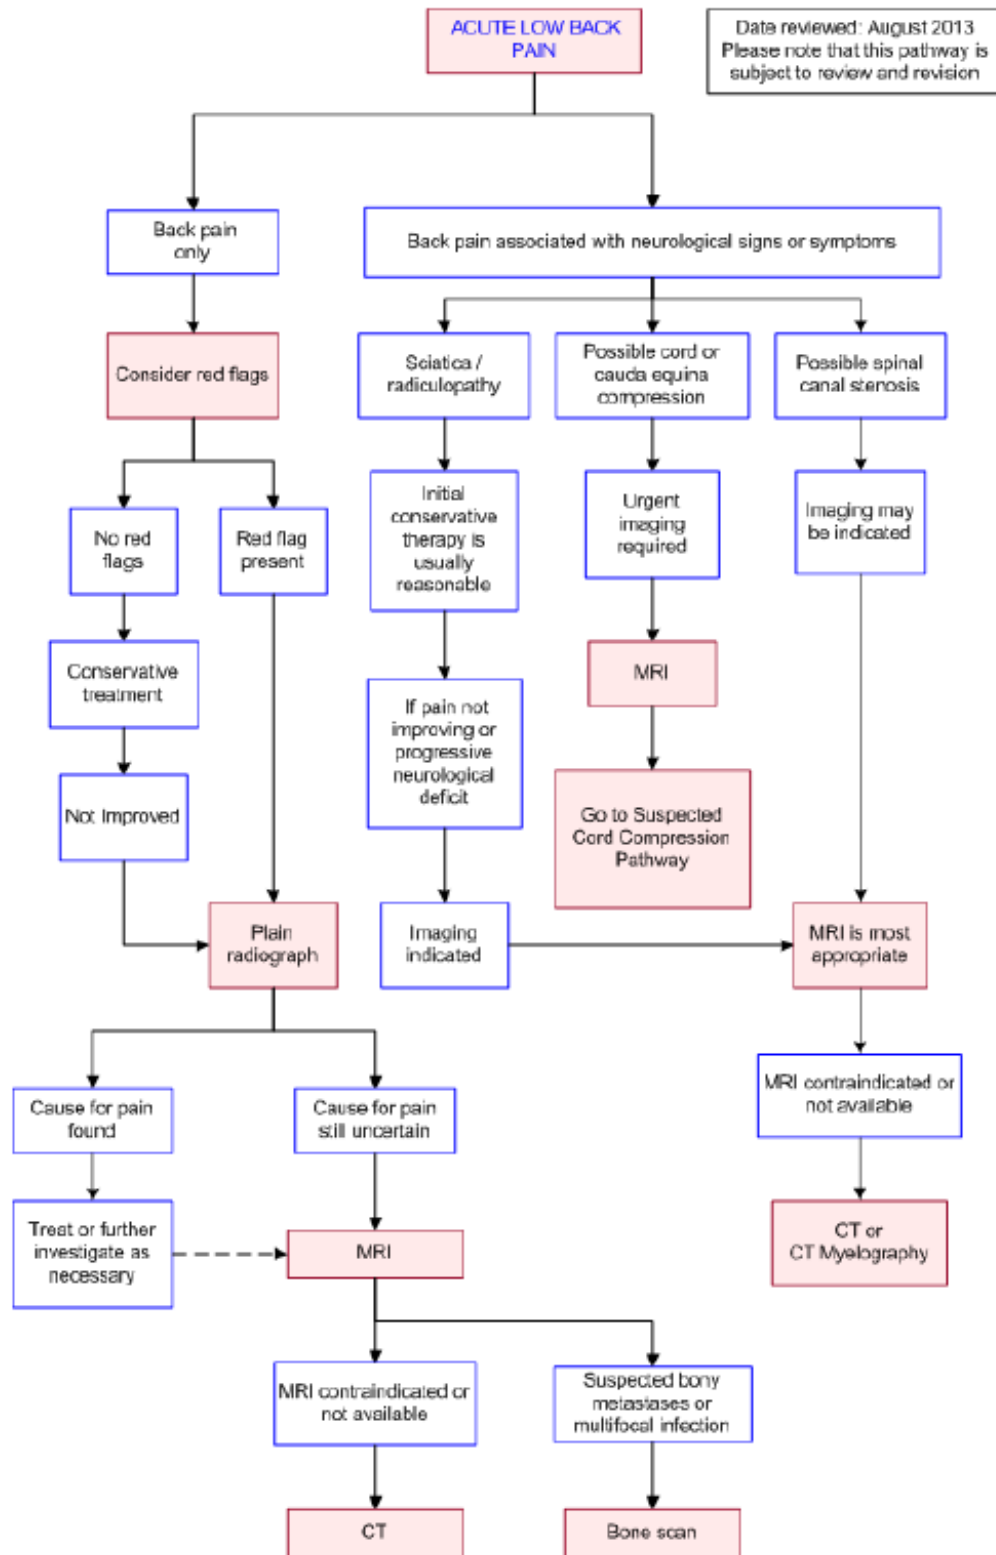 ACUTE LOW BACK
PAIN
Date reviewed: August 2013
Please note that this pathway is
subject to review and revision
Back pain
only
Back pain associated with neurological signs or symptoms
Consider red flags
Sciatica /
radiculopathy
Possible cord or
cauda equina
compression
Possible spinal
canal stenosis
No red
flags
Red flag
present
Initial
conservative
therapy is
usually
reasonable
Urgent
imaging
required
Imaging may
be indicated
Conservative
treatment
MRI
If pain not
improving or
progressive
neurological
deficit
Not Improved
Go to Suspected
Cord Compression
Pathway
Plain
radiograph
Imaging
indicated
MRI is most
appropriate
Cause for pain
found
Cause for pain
still uncertain
MRI contraindicated or
not available
Treat or further
investigate as
necessary
MRI
CT or
CT Myelography
MRI contraindicated or
not available
Suspected bony
metastases or
multifocal infection
CT
Bone scan